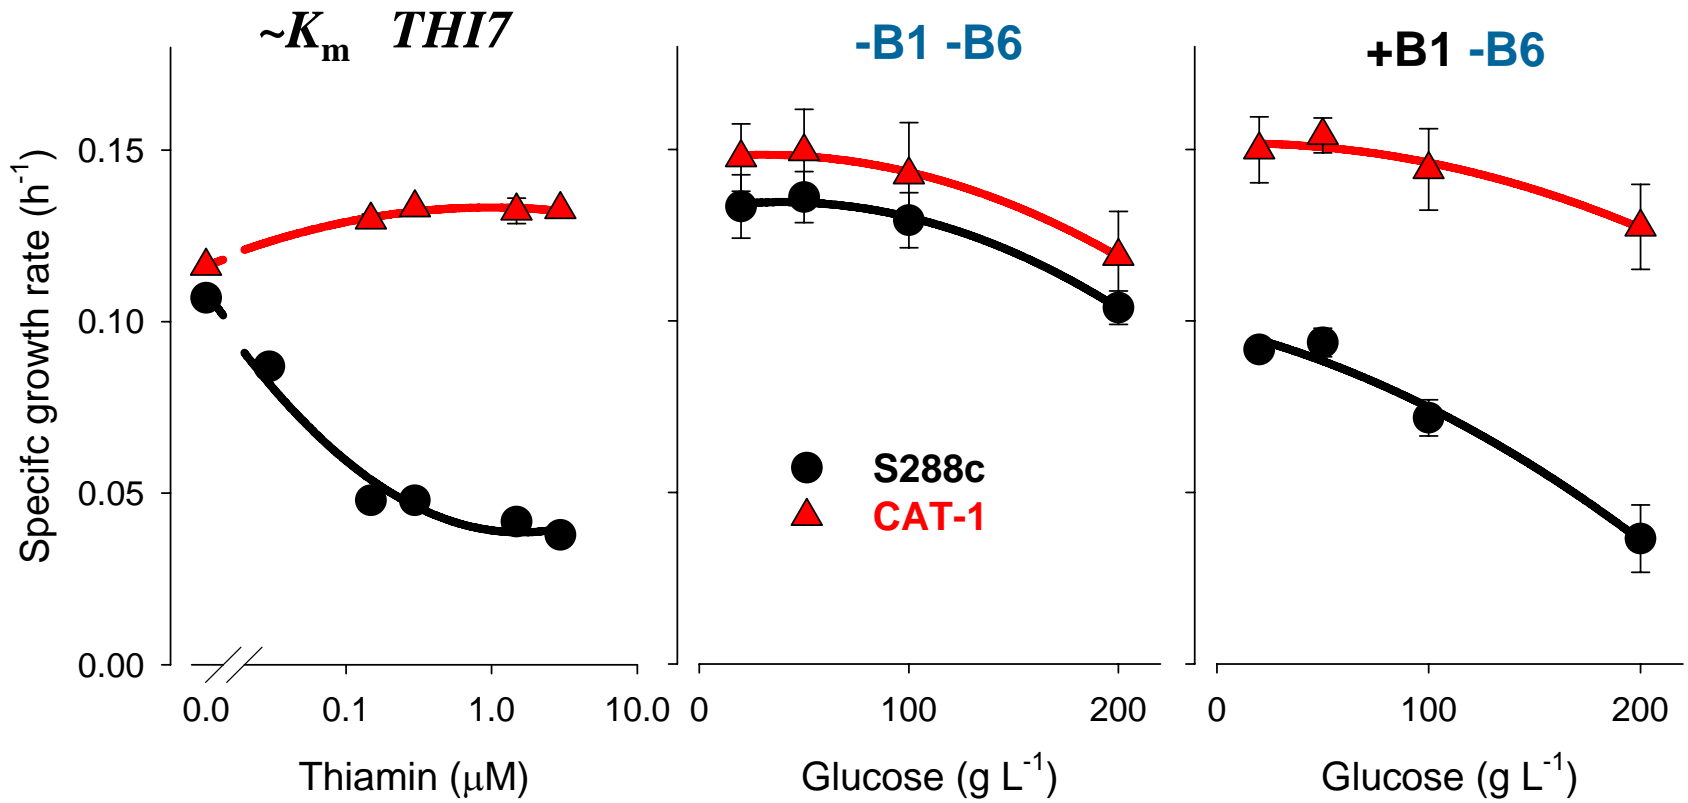 ~Km THI7
-B1 -B6
+B1 -B6
Specifc growth rate (h-1)
0.15
0.10
0.05
0.00
S288c
CAT-1
0.0 0.1 1.0 10.0
0 100 200
0 100 200
Thiamin (μM)
Glucose (g L-1)
Glucose (g L-1)